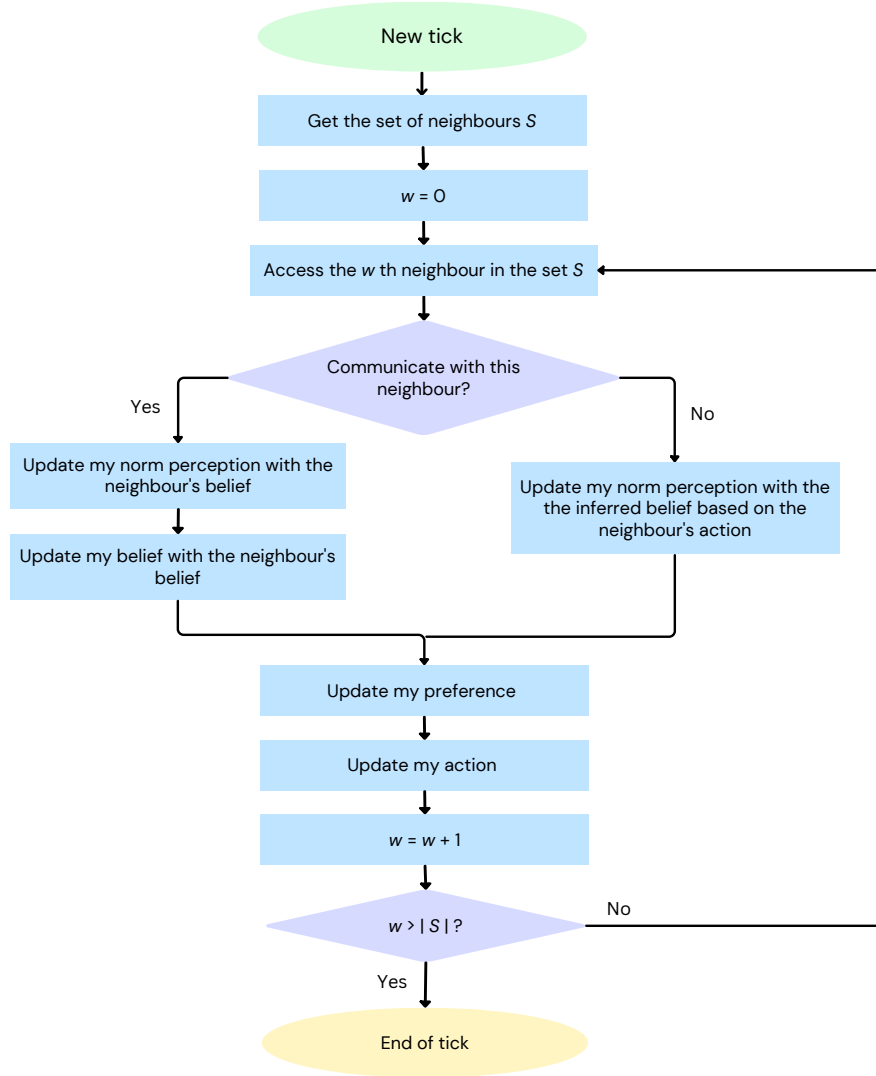 New tick
Get the set of neighbours S
w = 0
Access the w th neighbour in the set S
Communicate with this
neighbour?
Yes
No
Update my norm perception with the
neighbour's belief
Update my norm perception with the
the inferred belief based on the
neighbour's action
Update my belief with the neighbour's
belief
Update my preference
Update my action
w = w + 1
w > | S | ?
No
Yes
End of tick